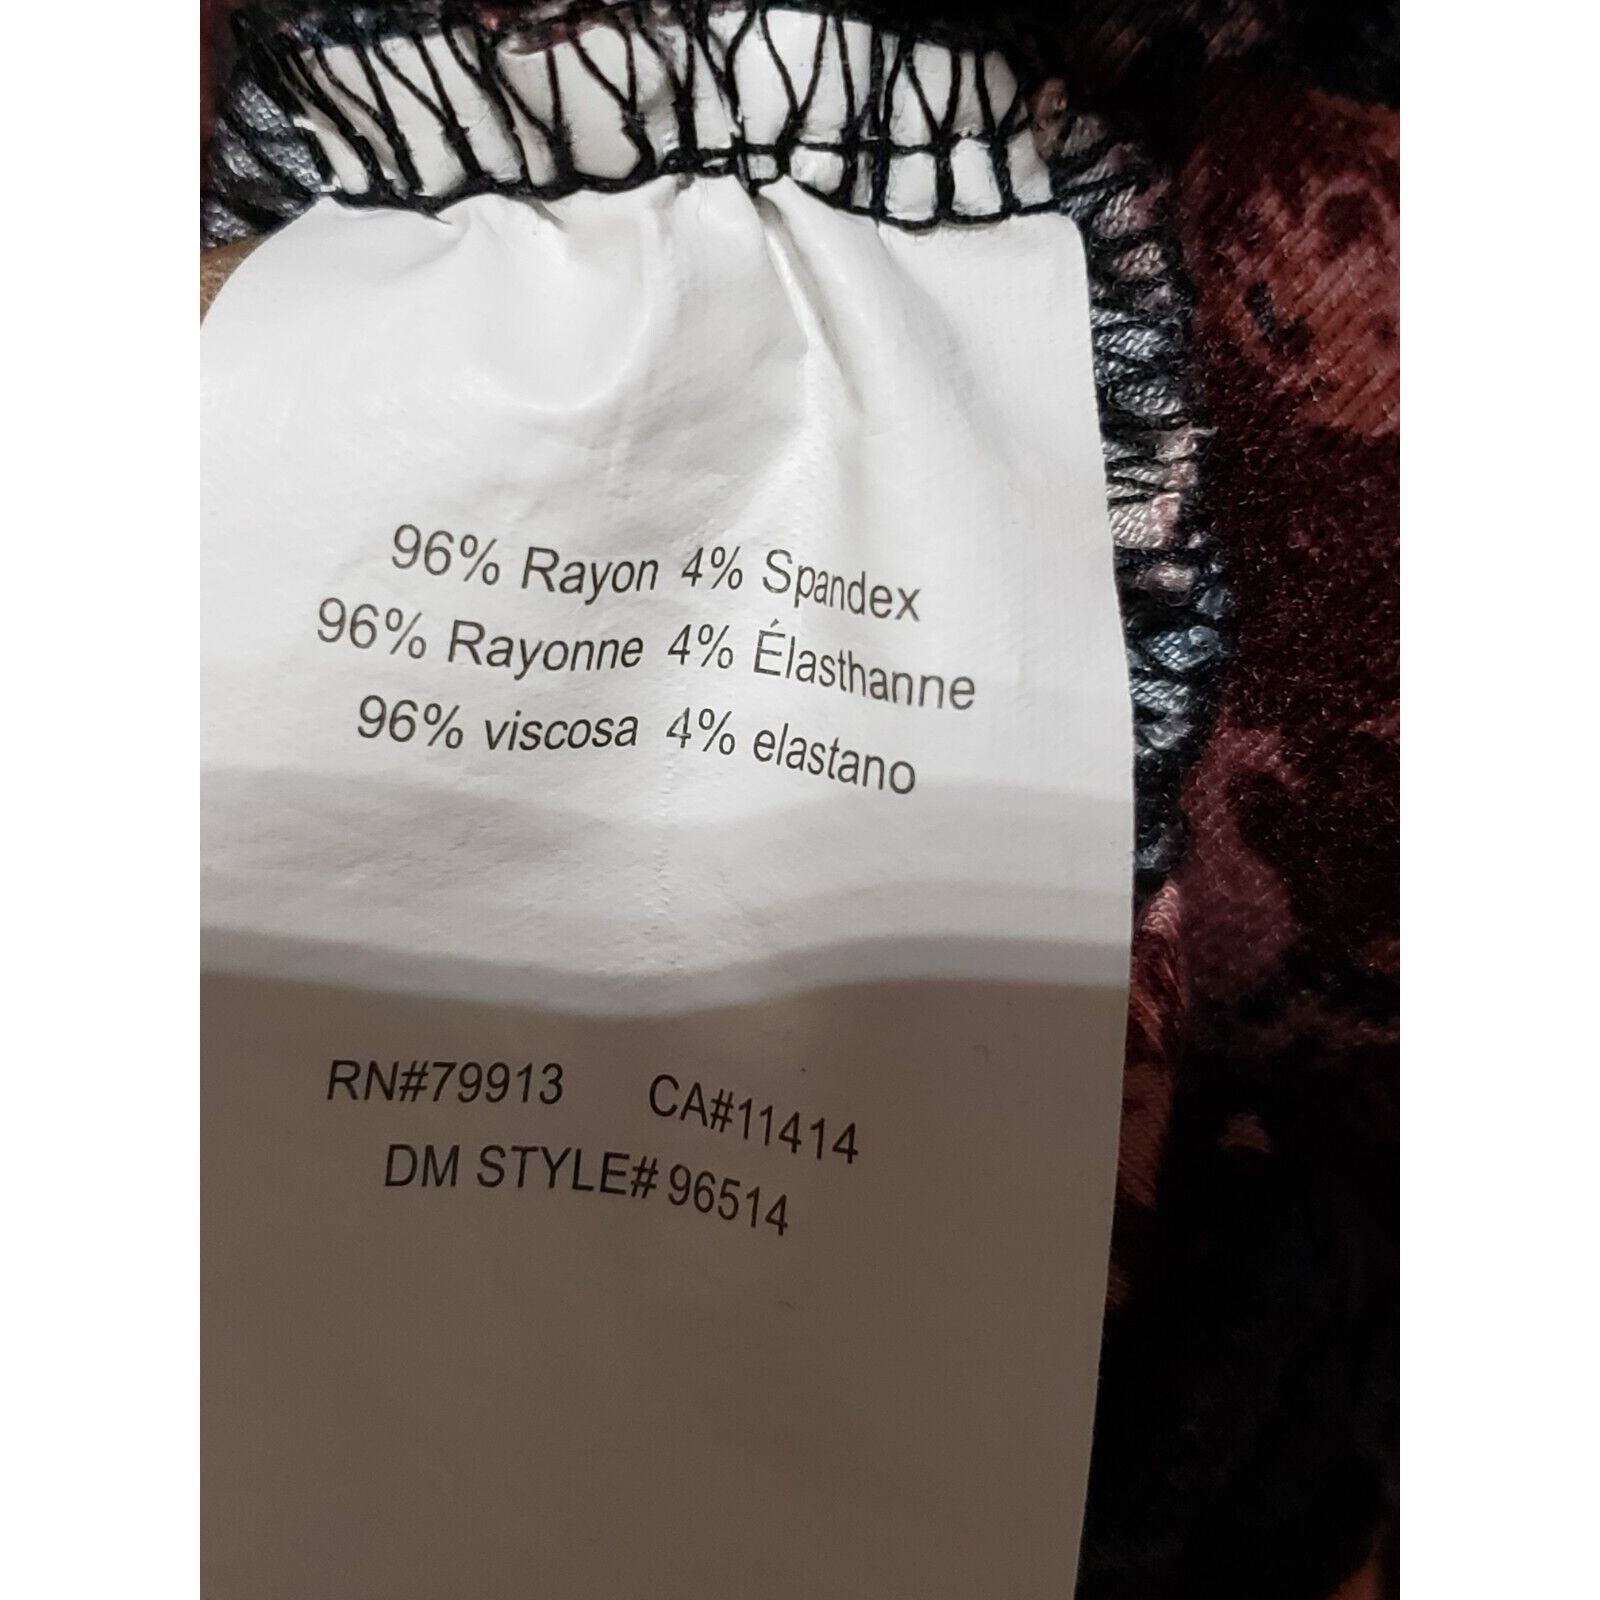 96% Rayon 4% Spandex
96% Rayonne 4% Élasthanne
96% viscosa 4% elastano
RN#79913 CA#11414
DM STYLE# 96514